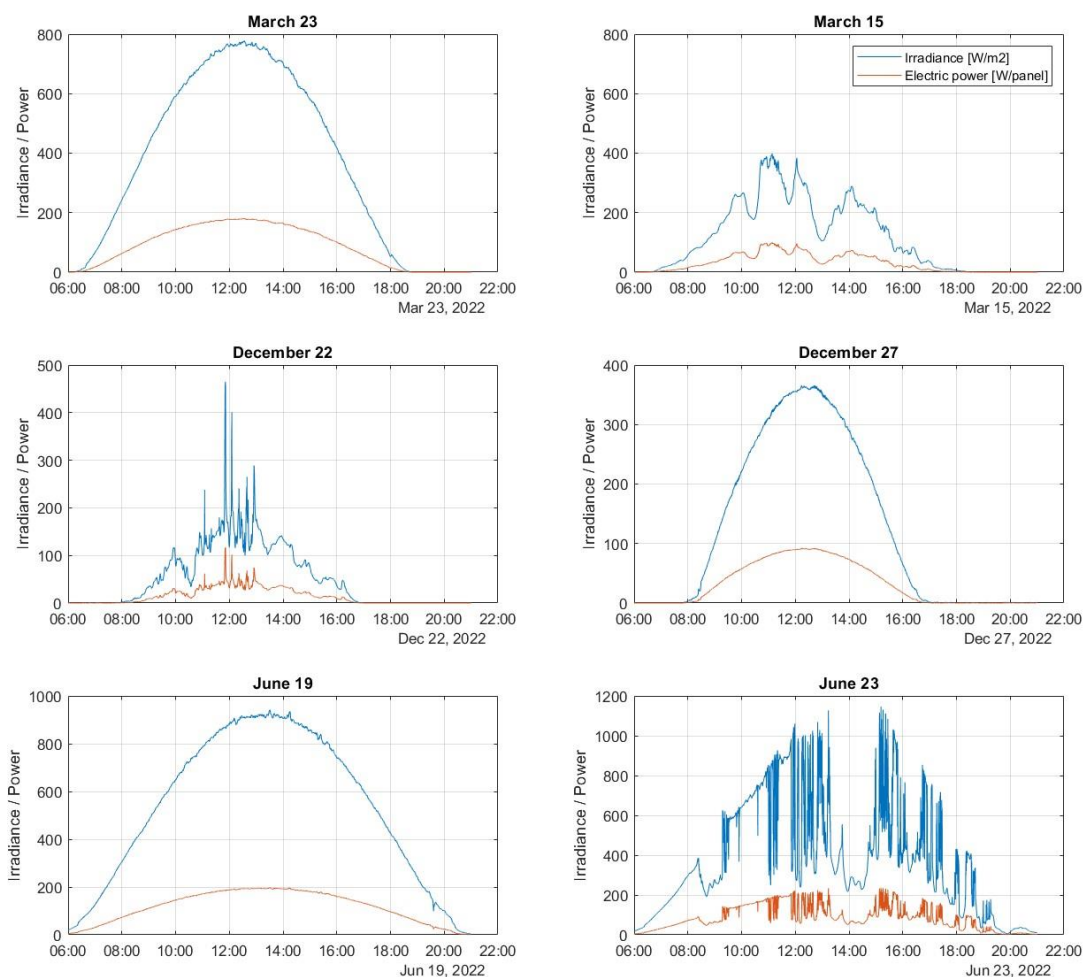 March 23
800
600
400
200
0
Irradiance / Power
06:00 08:00 10:00 12:00 14:00 16:00 18:00 20:00 22:00
Mar 23, 2022
March 15
800
600
400
200
0
Irradiance / Power
Irradiance [W/m2]
Electric power [W/panel]
06:00 08:00 10:00 12:00 14:00 16:00 18:00 20:00 22:00
Mar 15, 2022
December 22
500
400
300
200
100
0
Irradiance / Power
06:00 08:00 10:00 12:00 14:00 16:00 18:00 20:00 22:00
Dec 22, 2022
December 27
400
300
200
100
0
Irradiance / Power
06:00 08:00 10:00 12:00 14:00 16:00 18:00 20:00 22:00
Dec 27, 2022
June 19
1000
800
600
400
200
0
Irradiance / Power
06:00 08:00 10:00 12:00 14:00 16:00 18:00 20:00 22:00
Jun 19, 2022
June 23
1200
1000
800
600
400
200
0
Irradiance / Power
06:00 08:00 10:00 12:00 14:00 16:00 18:00 20:00 22:00
Jun 23, 2022